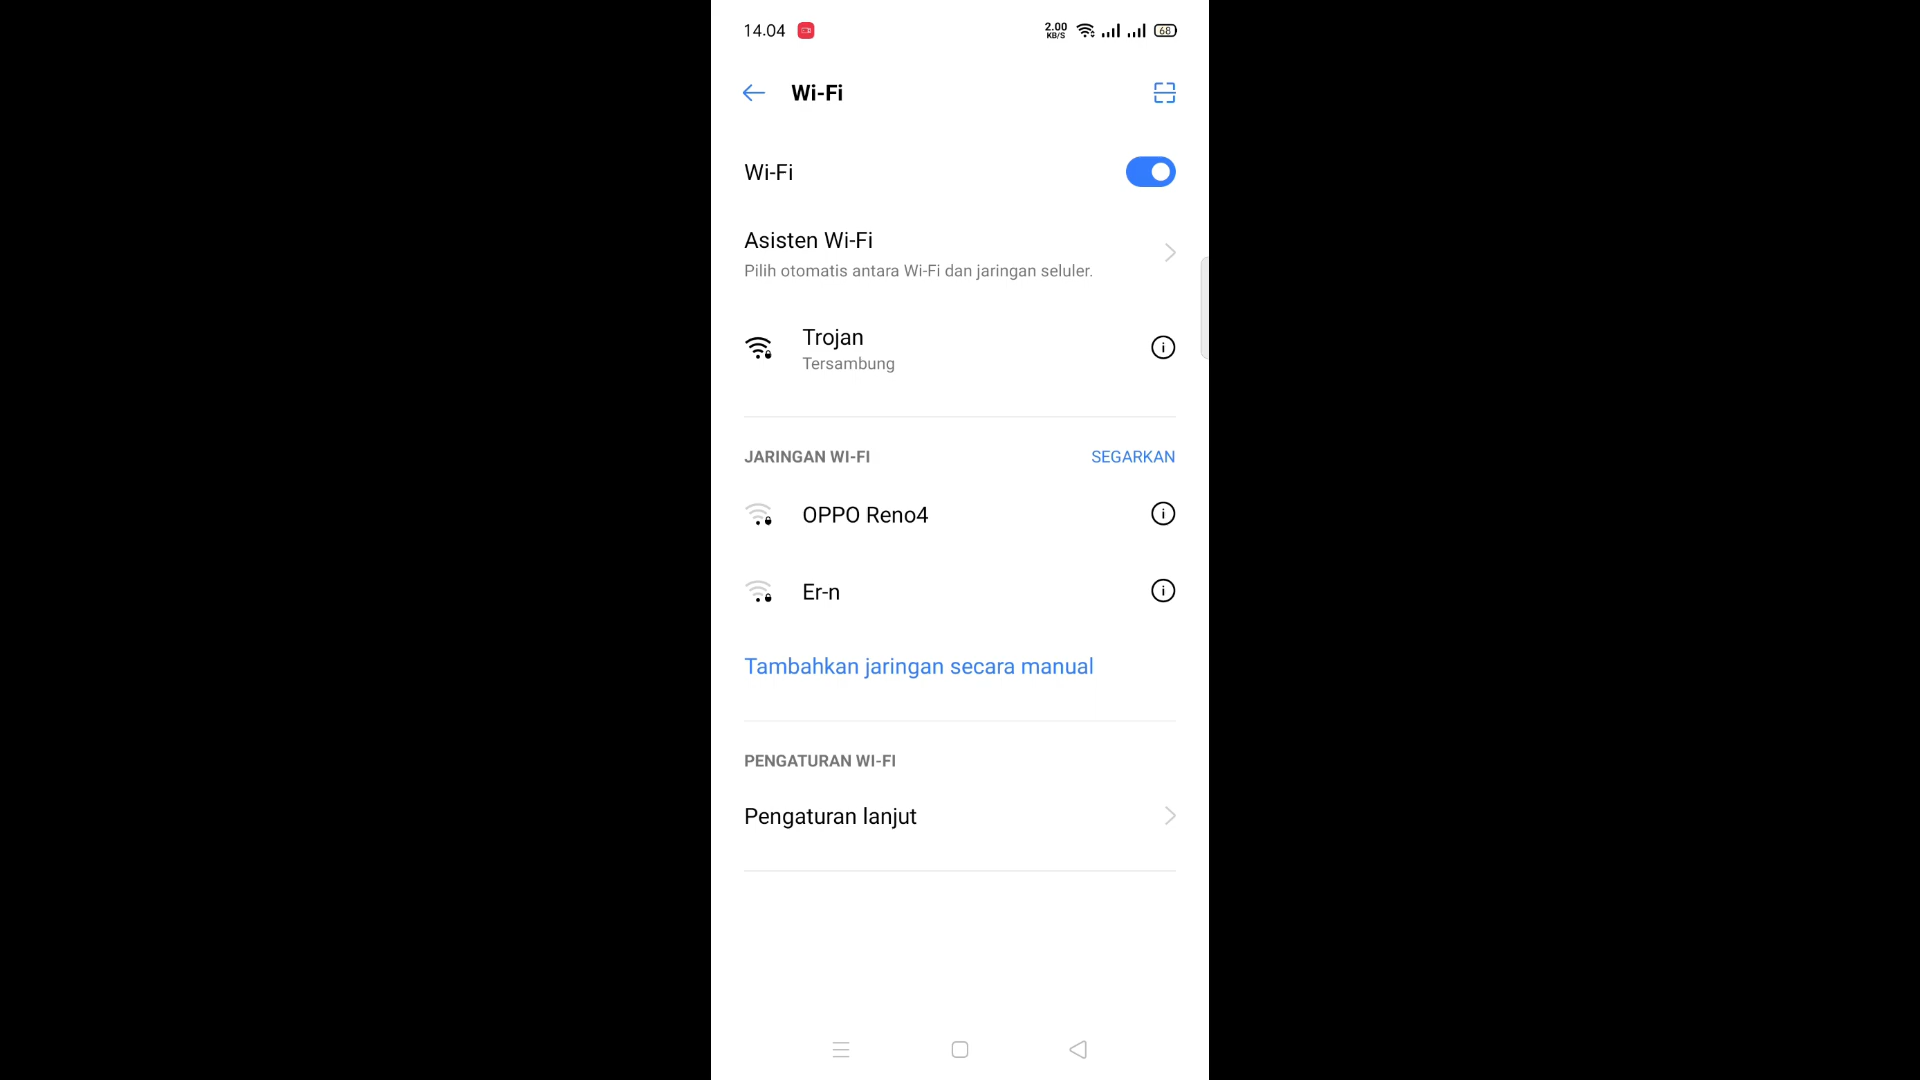 14.04
2.00
KB/S
68
Wi-Fi
Wi-Fi
Asisten Wi-Fi
Pilih otomatis antara Wi-Fi dan jaringan seluler.
Trojan
Tersambung
JARINGAN WI-FI SEGARKAN
OPPO Reno4
Er-n
Tambahkan jaringan secara manual
PENGATURAN WI-FI
Pengaturan lanjut